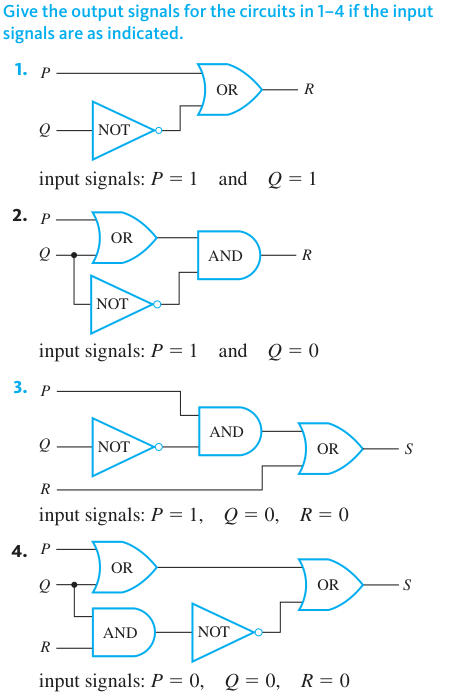 Give the output signals for the circuits in 1–4 if the input
signals are as indicated.
1. P
OR
R
Q
NOT
input signals: P = 1 and Q = 1
2. P
OR
Q
AND
R
NOT
input signals: P = 1 and Q = 0
3. P
AND
Q
NOT
OR
S
R
input signals: P = 1, Q = 0, R = 0
4. P
OR
Q
OR
S
AND
NOT
R
input signals: P = 0, Q = 0, R = 0